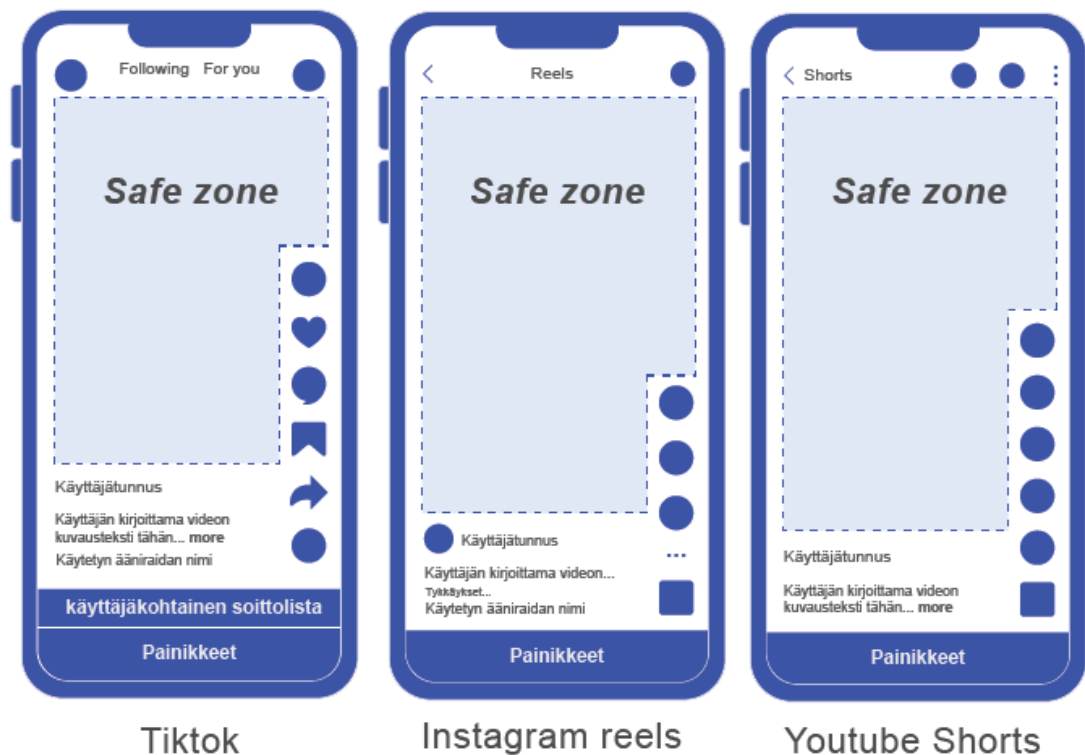 Following For you
Safe zone
Käyttäjätunnus
Käyttäjän kirjoittama videon
kuvausteksti tähän... more
Käytetyn ääniraidan nimi
käyttäjäkohtainen soittolista
Painikkeet
Tiktok
Reels
Safe zone
Käyttäjätunnus
Käyttäjän kirjoittama videon...
Tykkäykset...
Käytetyn ääniraidan nimi
Painikkeet
Instagram reels
Shorts
Safe zone
Käyttäjätunnus
Käyttäjän kirjoittama videon
kuvausteksti tähän... more
Painikkeet
Youtube Shorts